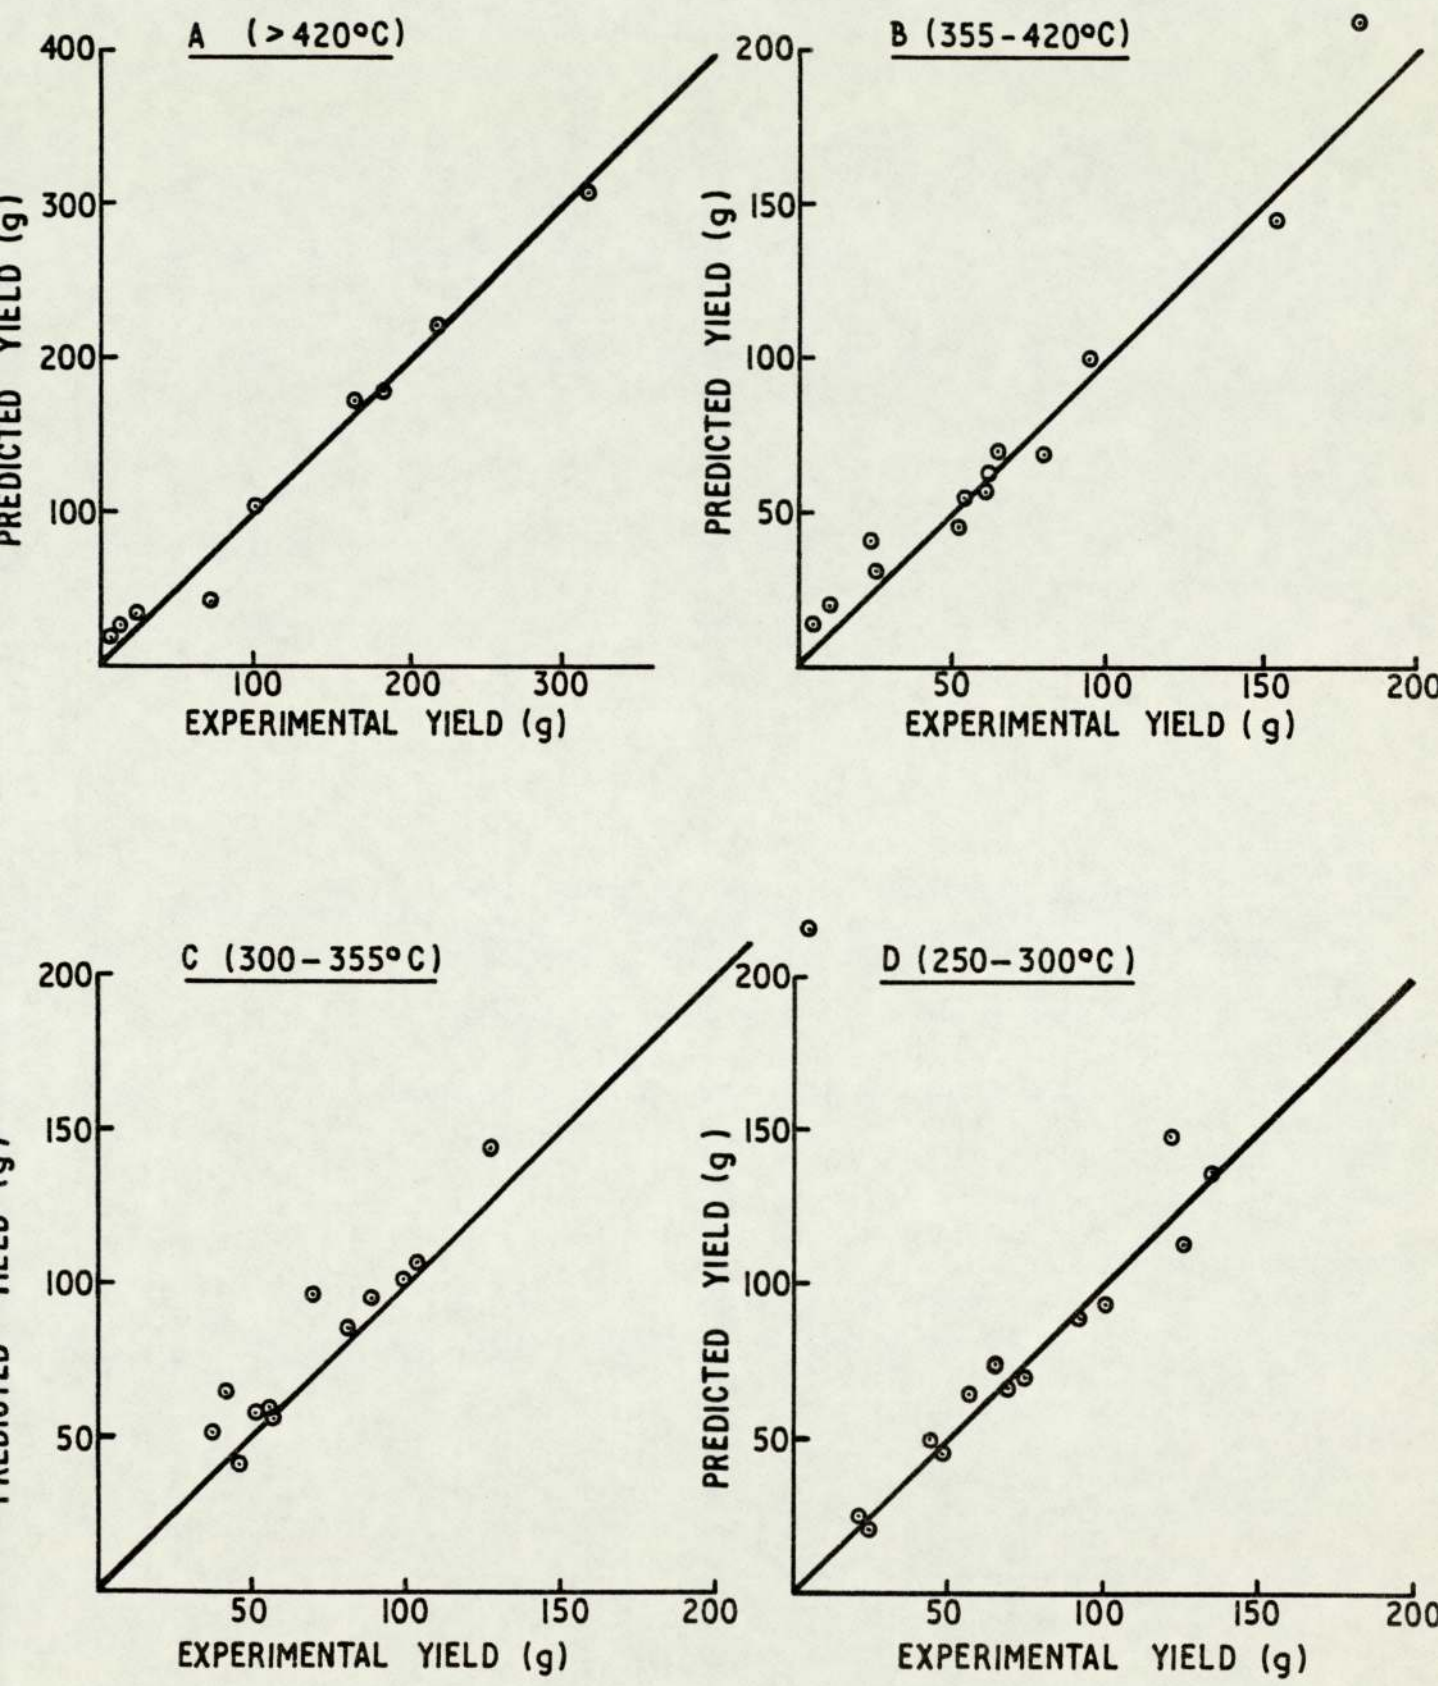 A (>420°C)
400
300
200
100
PREDICTED YIELD (g)
100 200 300
EXPERIMENTAL YIELD (g)
B (355-420°C)
200
150
100
50
PREDICTED YIELD (g)
50 100 150 200
EXPERIMENTAL YIELD (g)
C (300-355°C)
200
150
100
50
PREDICTED YIELD (g)
50 100 150 200
EXPERIMENTAL YIELD (g)
D (250-300°C)
200
150
100
50
PREDICTED YIELD (g)
50 100 150 200
EXPERIMENTAL YIELD (g)